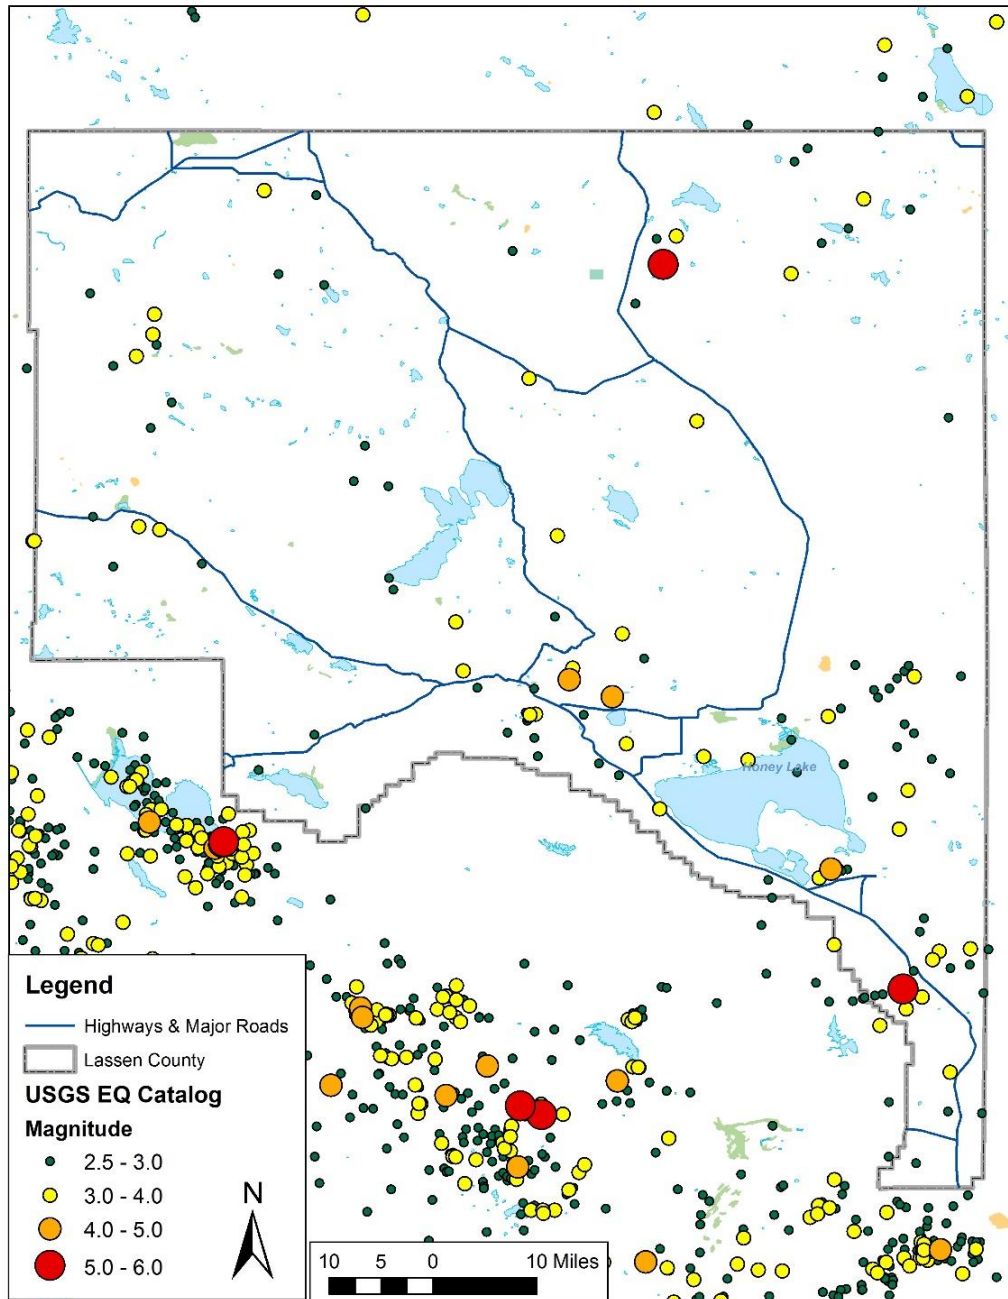 Honey Lake
Legend
Highways & Major Roads
Lassen County
USGS EQ Catalog
Magnitude
2.5 - 3.0
3.0 - 4.0
4.0 - 5.0
5.0 - 6.0
N
10 5 0 10 Miles